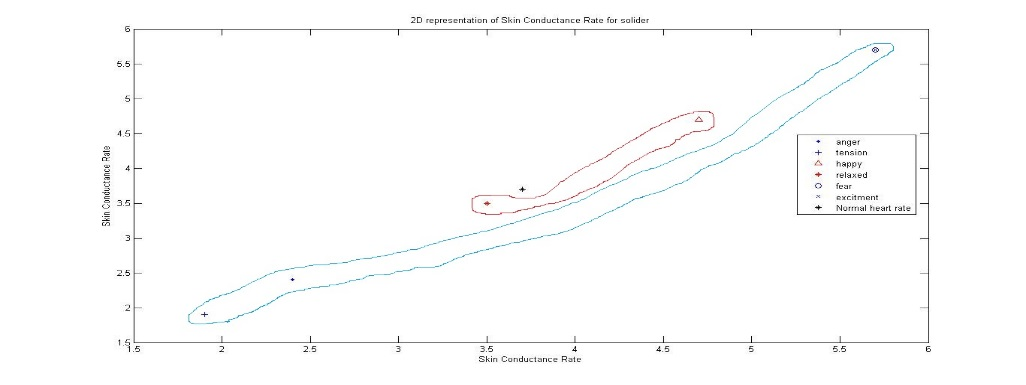 2D representation of Skin Conductance Rate for solider
6
5.5
5
4.5
4
3.5
3
2.5
2
1.5
Skin Conductance Rate
anger
tension
happy
relaxed
fear
excitment
Normal heart rate
1.5 2 2.5 3 3.5 4 4.5 5 5.5 6
Skin Conductance Rate